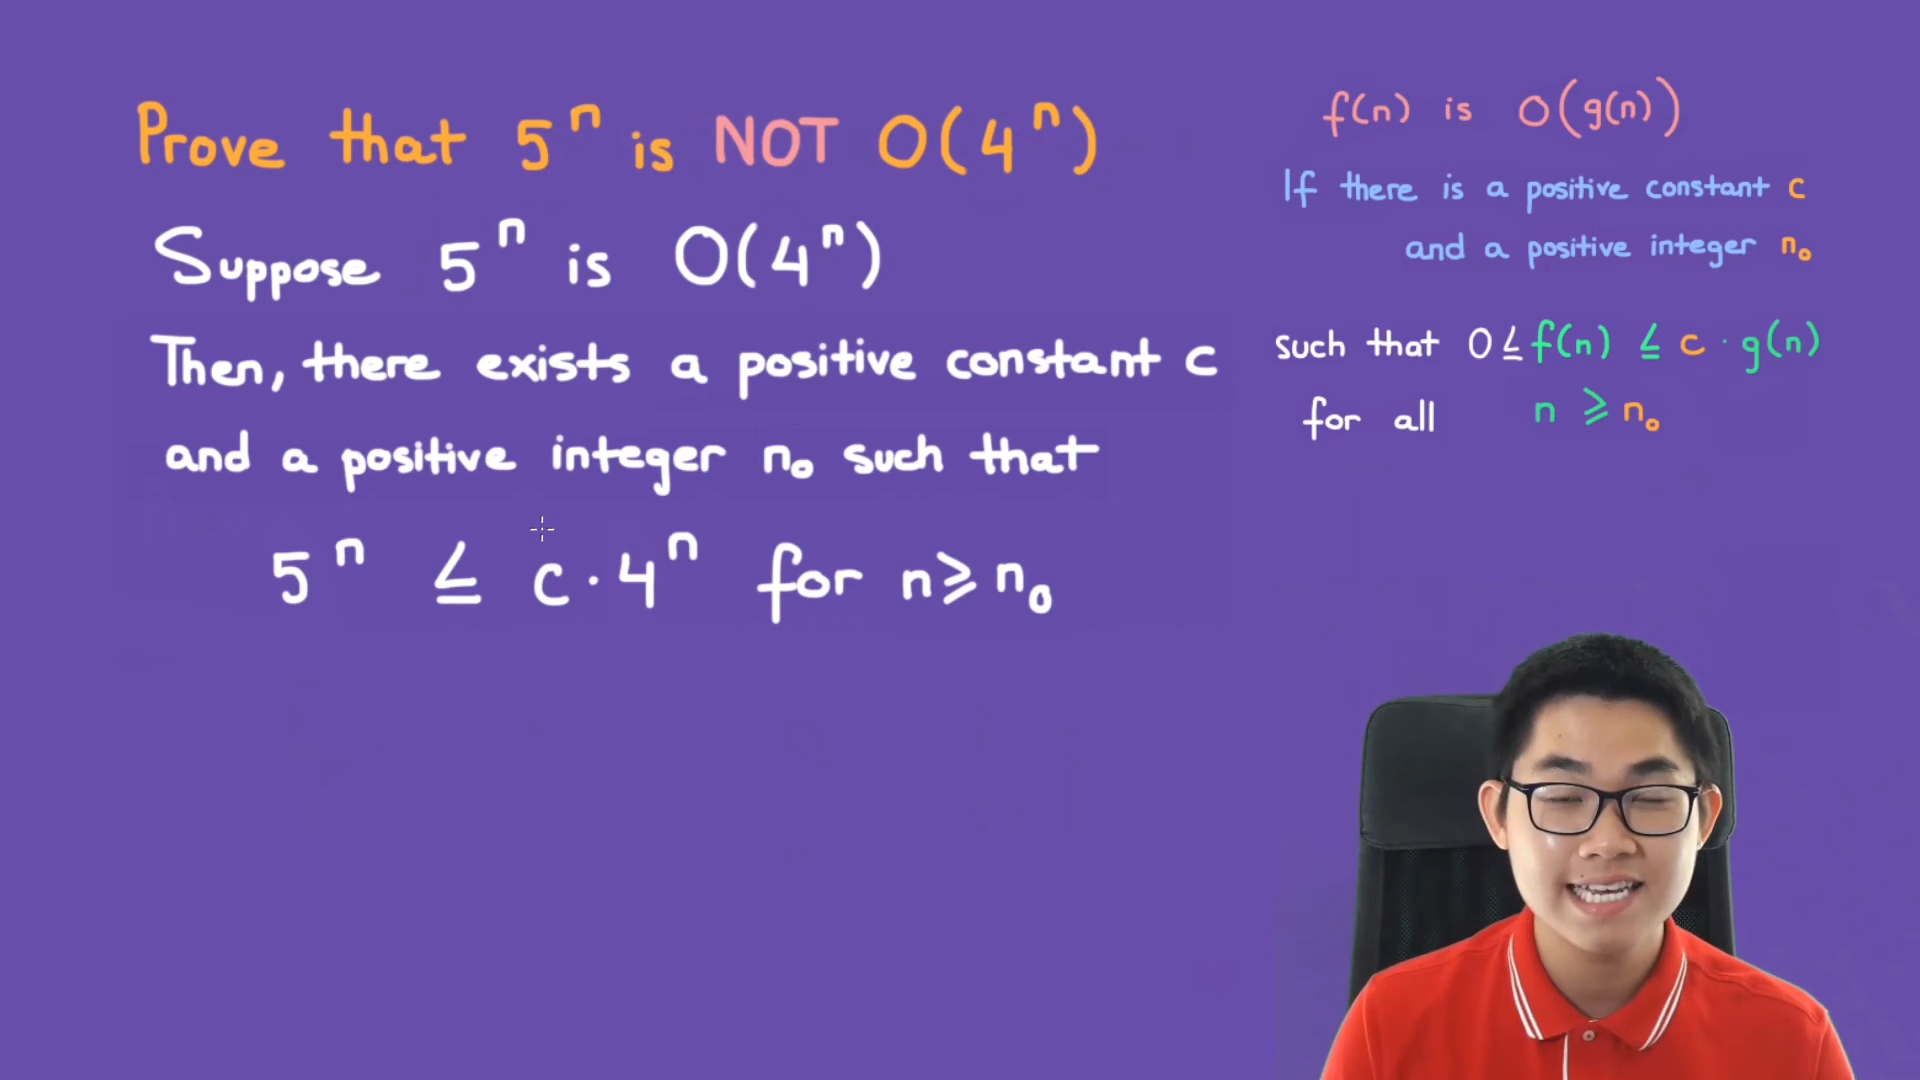 Prove that 5ⁿ is NOT O(4ⁿ)
Suppose 5ⁿ is O(4ⁿ)
Then, there exists a positive constant c
and a positive integer n₀ such that
5ⁿ ≤ c · 4ⁿ for n ≥ n₀
f(n) is O(g(n))
If there is a positive constant c
and a positive integer n₀
such that 0 ≤ f(n) ≤ c · g(n)
for all n ≥ n₀